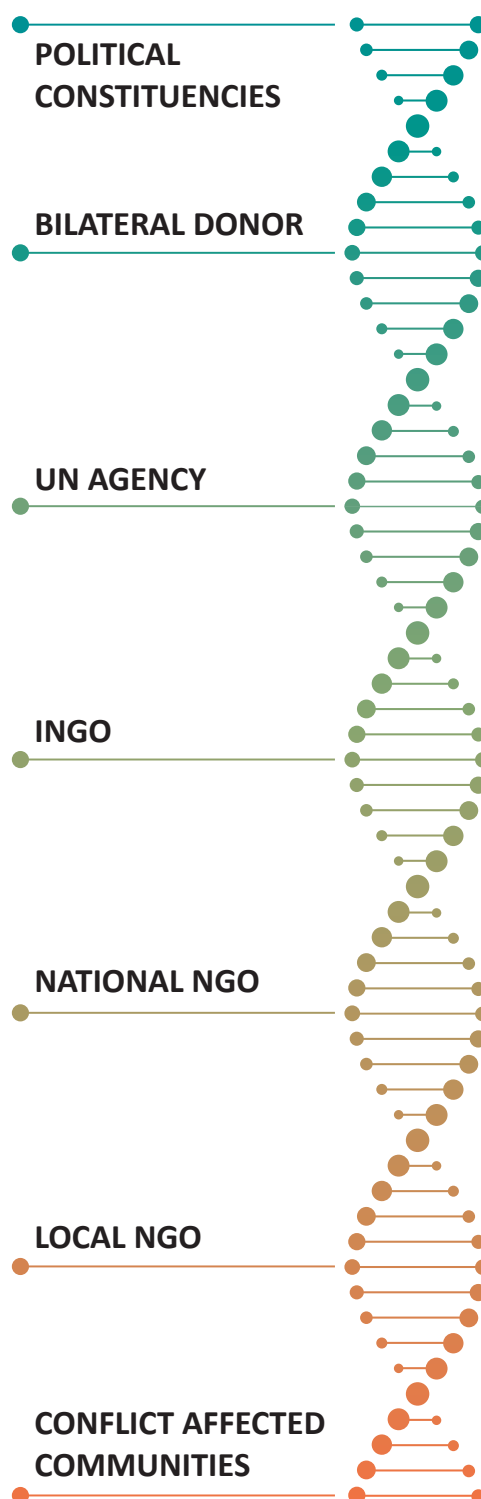 POLITICAL
CONSTITUENCIES
BILATERAL DONOR
UN AGENCY
INGO
NATIONAL NGO
LOCAL NGO
CONFLICT AFFECTED
COMMUNITIES